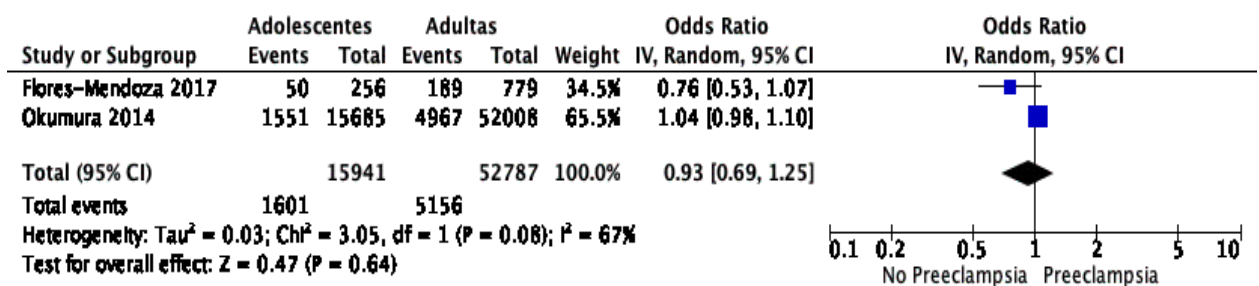 Adolescentes Adultas Odds Ratio Odds Ratio
Study or Subgroup Events Total Events Total Weight IV, Random, 95% CI IV, Random, 95% CI
Flores-Mendoza 2017 50 256 189 779 34.5% 0.76 [0.53, 1.07]
Okumura 2014 1551 15685 4967 52008 65.5% 1.04 [0.98, 1.10]
Total (95% CI) 15941 52787 100.0% 0.93 [0.69, 1.25]
Total events 1601 5156
Heterogeneity: Tau² = 0.03; Chi² = 3.05, df = 1 (P = 0.08); I² = 67%
Test for overall effect: Z = 0.47 (P = 0.64)
0.1 0.2 0.5 1 2 5 10
No Preeclampsia Preeclampsia